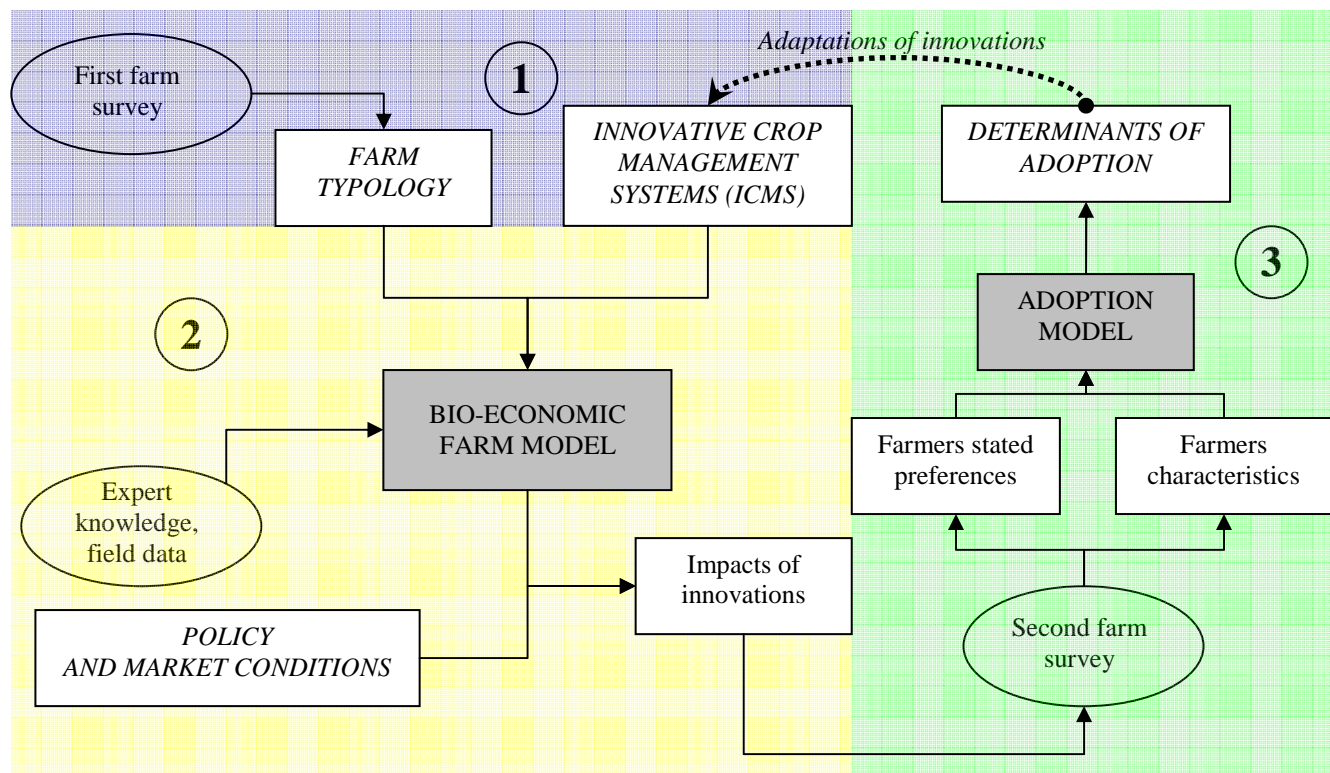 First farm
survey
1
Adaptations of innovations
FARM
TYPOLOGY
INNOVATIVE CROP
MANAGEMENT
SYSTEMS (ICMS)
DETERMINANTS OF
ADOPTION
2
3
ADOPTION
MODEL
BIO-ECONOMIC
FARM MODEL
Farmers stated
preferences
Farmers
characteristics
Expert
knowledge,
field data
Impacts of
innovations
POLICY
AND MARKET CONDITIONS
Second farm
survey